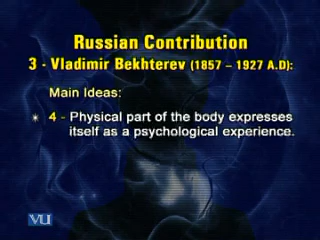 Russian Contribution
3 - Vladimir Bekhterev (1857 – 1927 A.D):
Main Ideas:
4 - Physical part of the body expresses
itself as a psychological experience.
VU